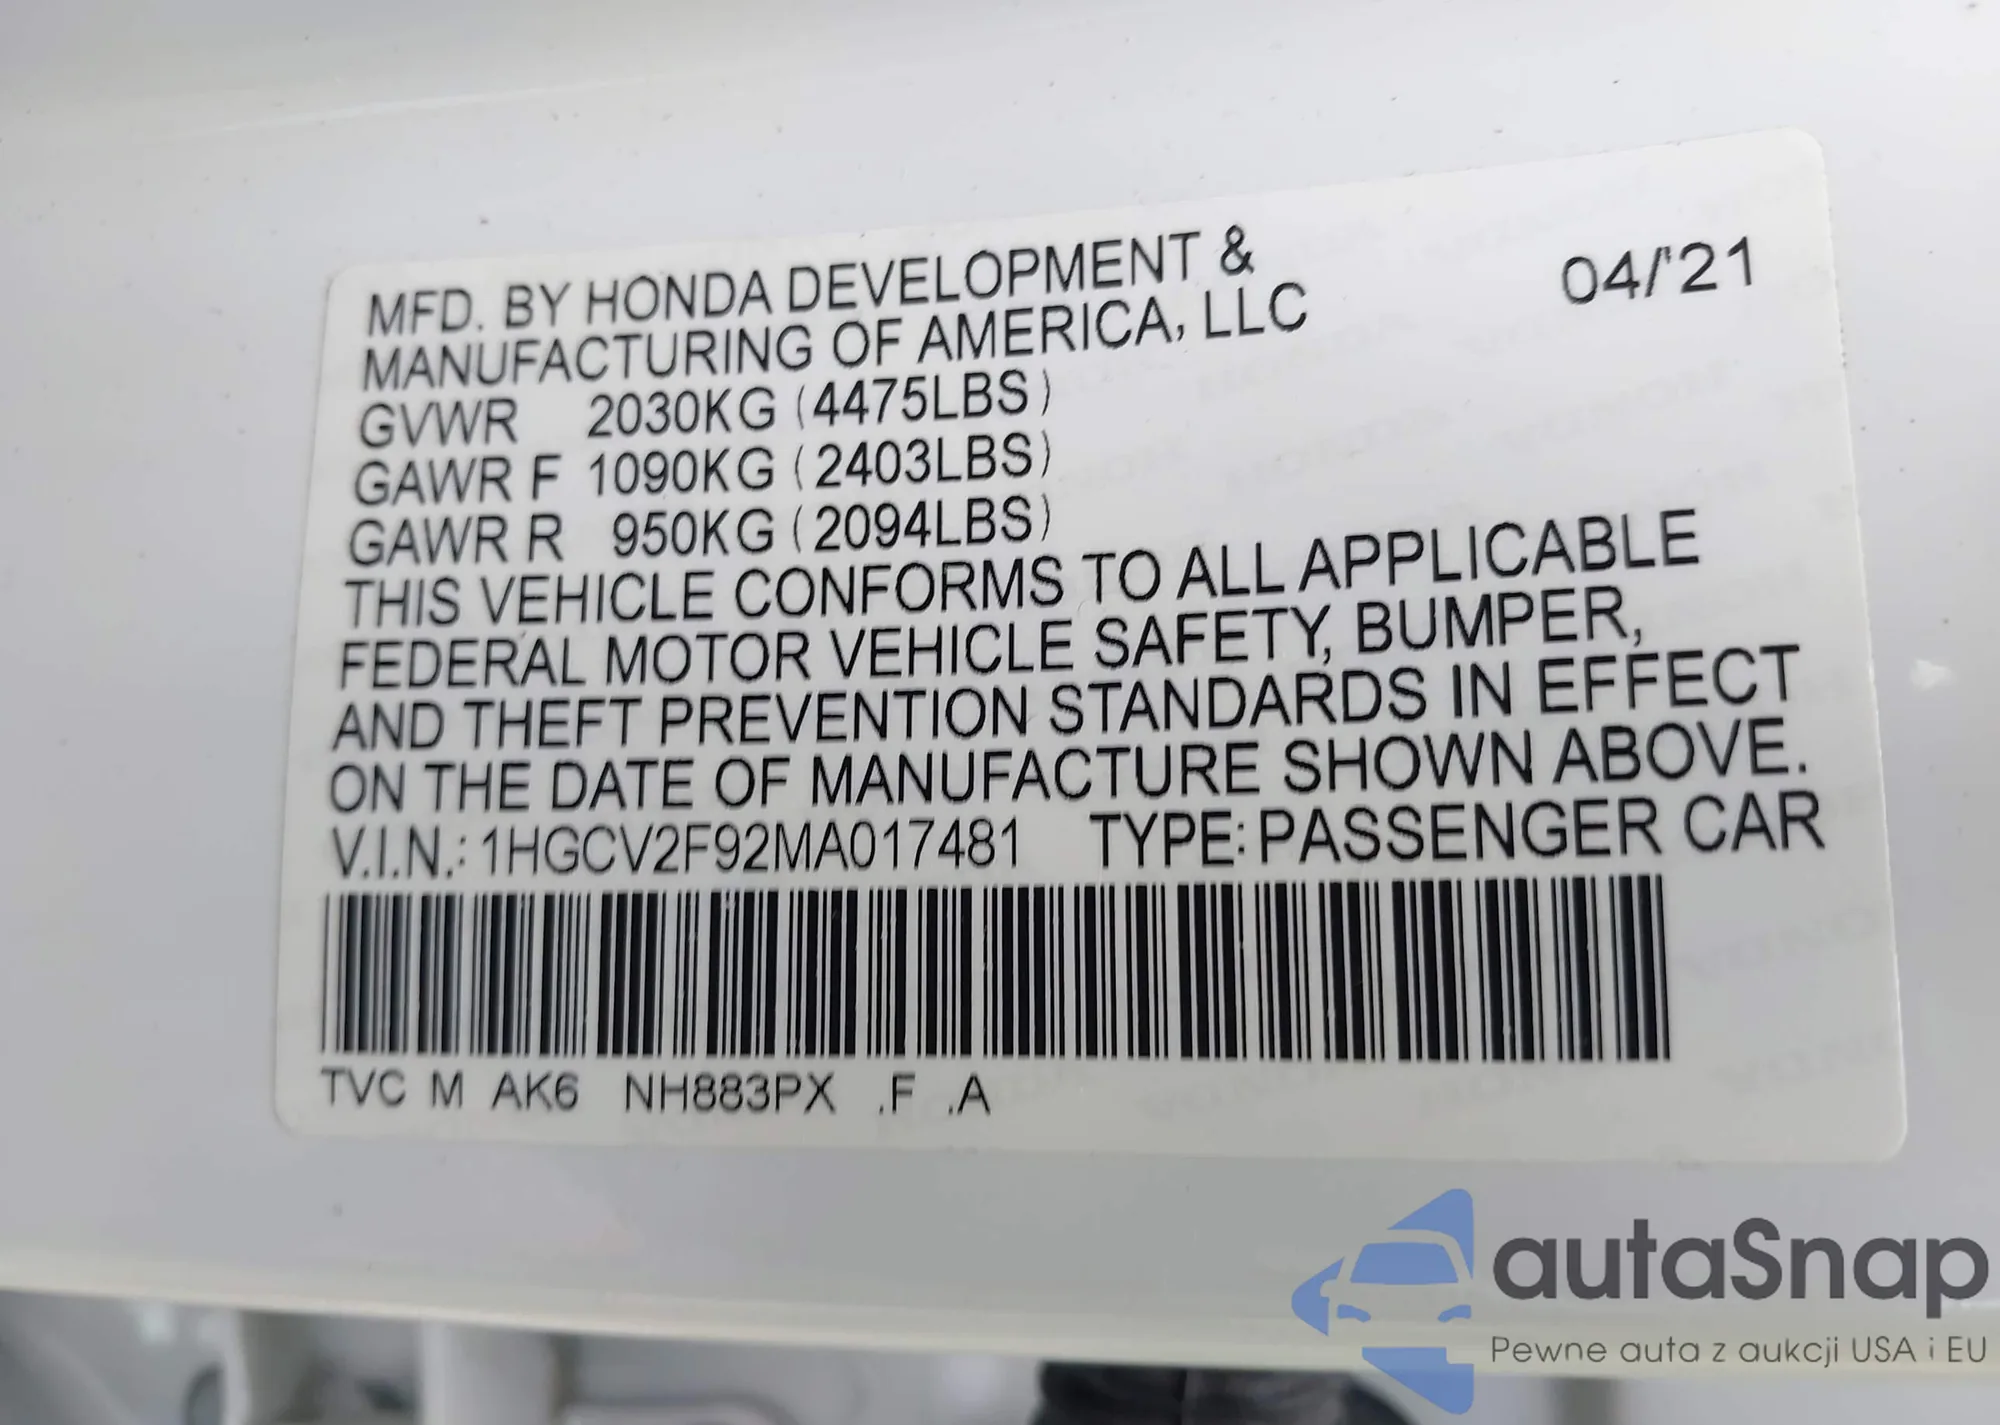 MFD. BY HONDA DEVELOPMENT &
MANUFACTURING OF AMERICA, LLC
04/'21
GVWR 2030KG (4475LBS)
GAWR F 1090KG (2403LBS)
GAWR R 950KG (2094LBS)
THIS VEHICLE CONFORMS TO ALL APPLICABLE
FEDERAL MOTOR VEHICLE SAFETY, BUMPER,
AND THEFT PREVENTION STANDARDS IN EFFECT
ON THE DATE OF MANUFACTURE SHOWN ABOVE.
V.I.N.: 1HGCV2F92MA017481 TYPE: PASSENGER CAR
TVC M AK6 NH883PX .F .A
autaSnap
Pewne auta z aukcji USA i EU